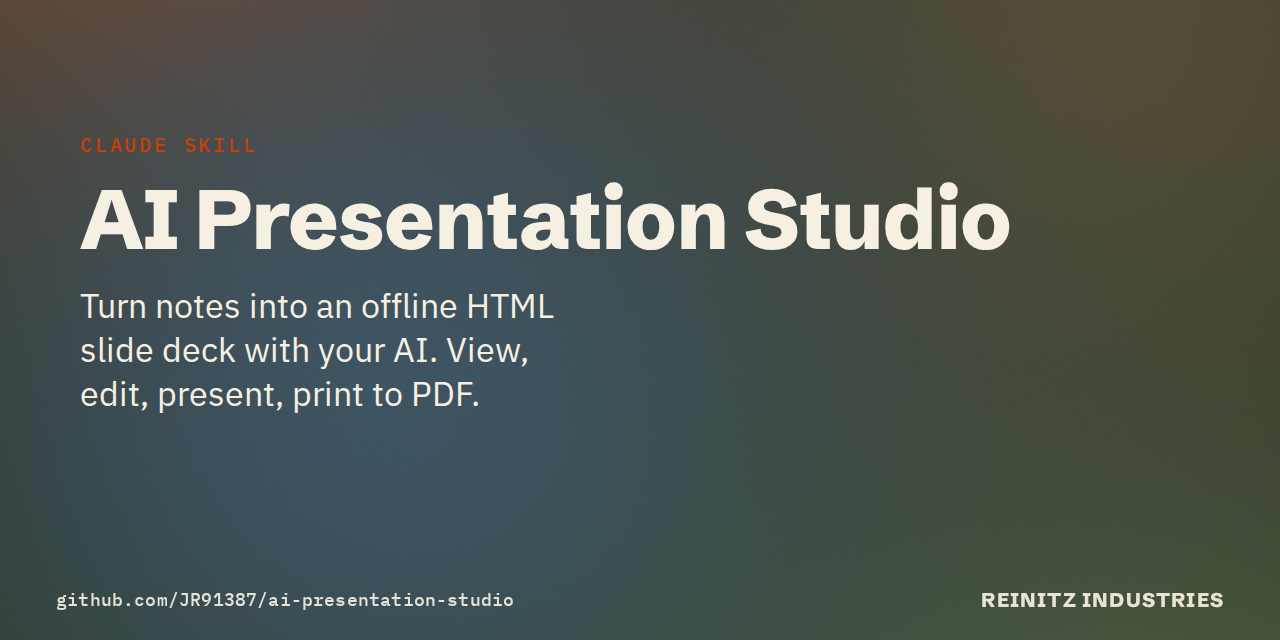 CLAUDE SKILL
AI Presentation Studio
Turn notes into an offline HTML
slide deck with your AI. View,
edit, present, print to PDF.
github.com/JR91387/ai-presentation-studio
REINITZ INDUSTRIES